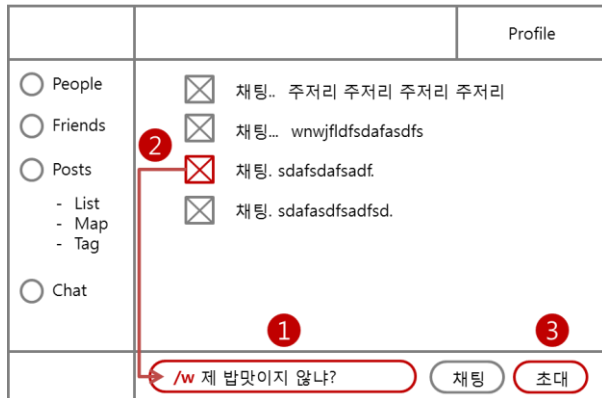 Profile
People
Friends
Posts
- List
- Map
- Tag
Chat
채팅.. 주저리 주저리 주저리 주저리
채팅... wnwjfldfsdafasdfs
2
채팅. sdafsdafsadf.
채팅. sdafasdfsadfsd.
1
3
/w 제 밥맛이지 않냐?
채팅
초대